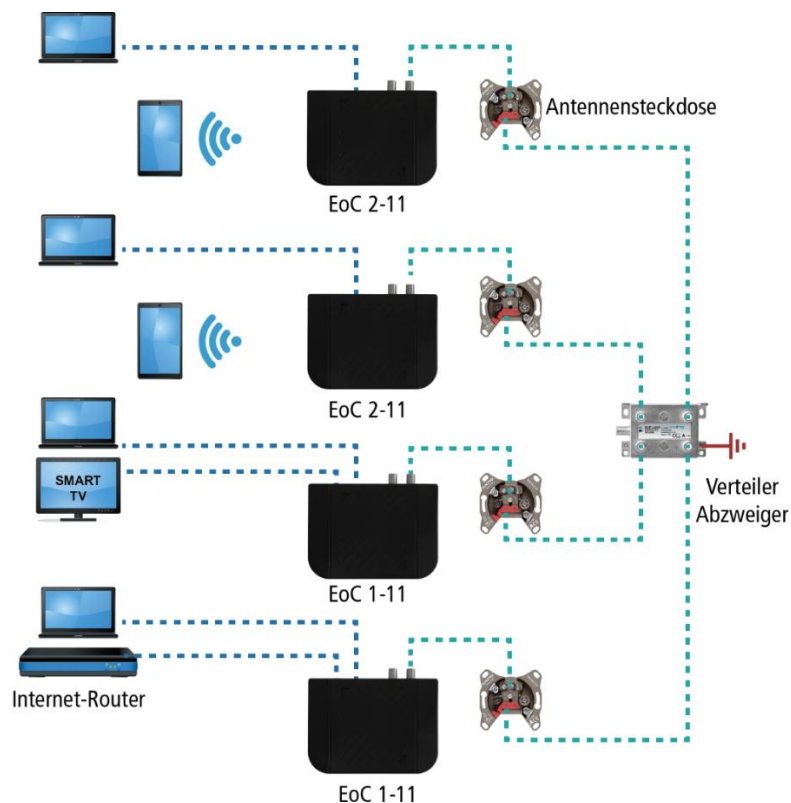 Antennensteckdose
EoC 2-11
EoC 2-11
SMART
TV
Verteiler
Abzweiger
EoC 1-11
Internet-Router
EoC 1-11